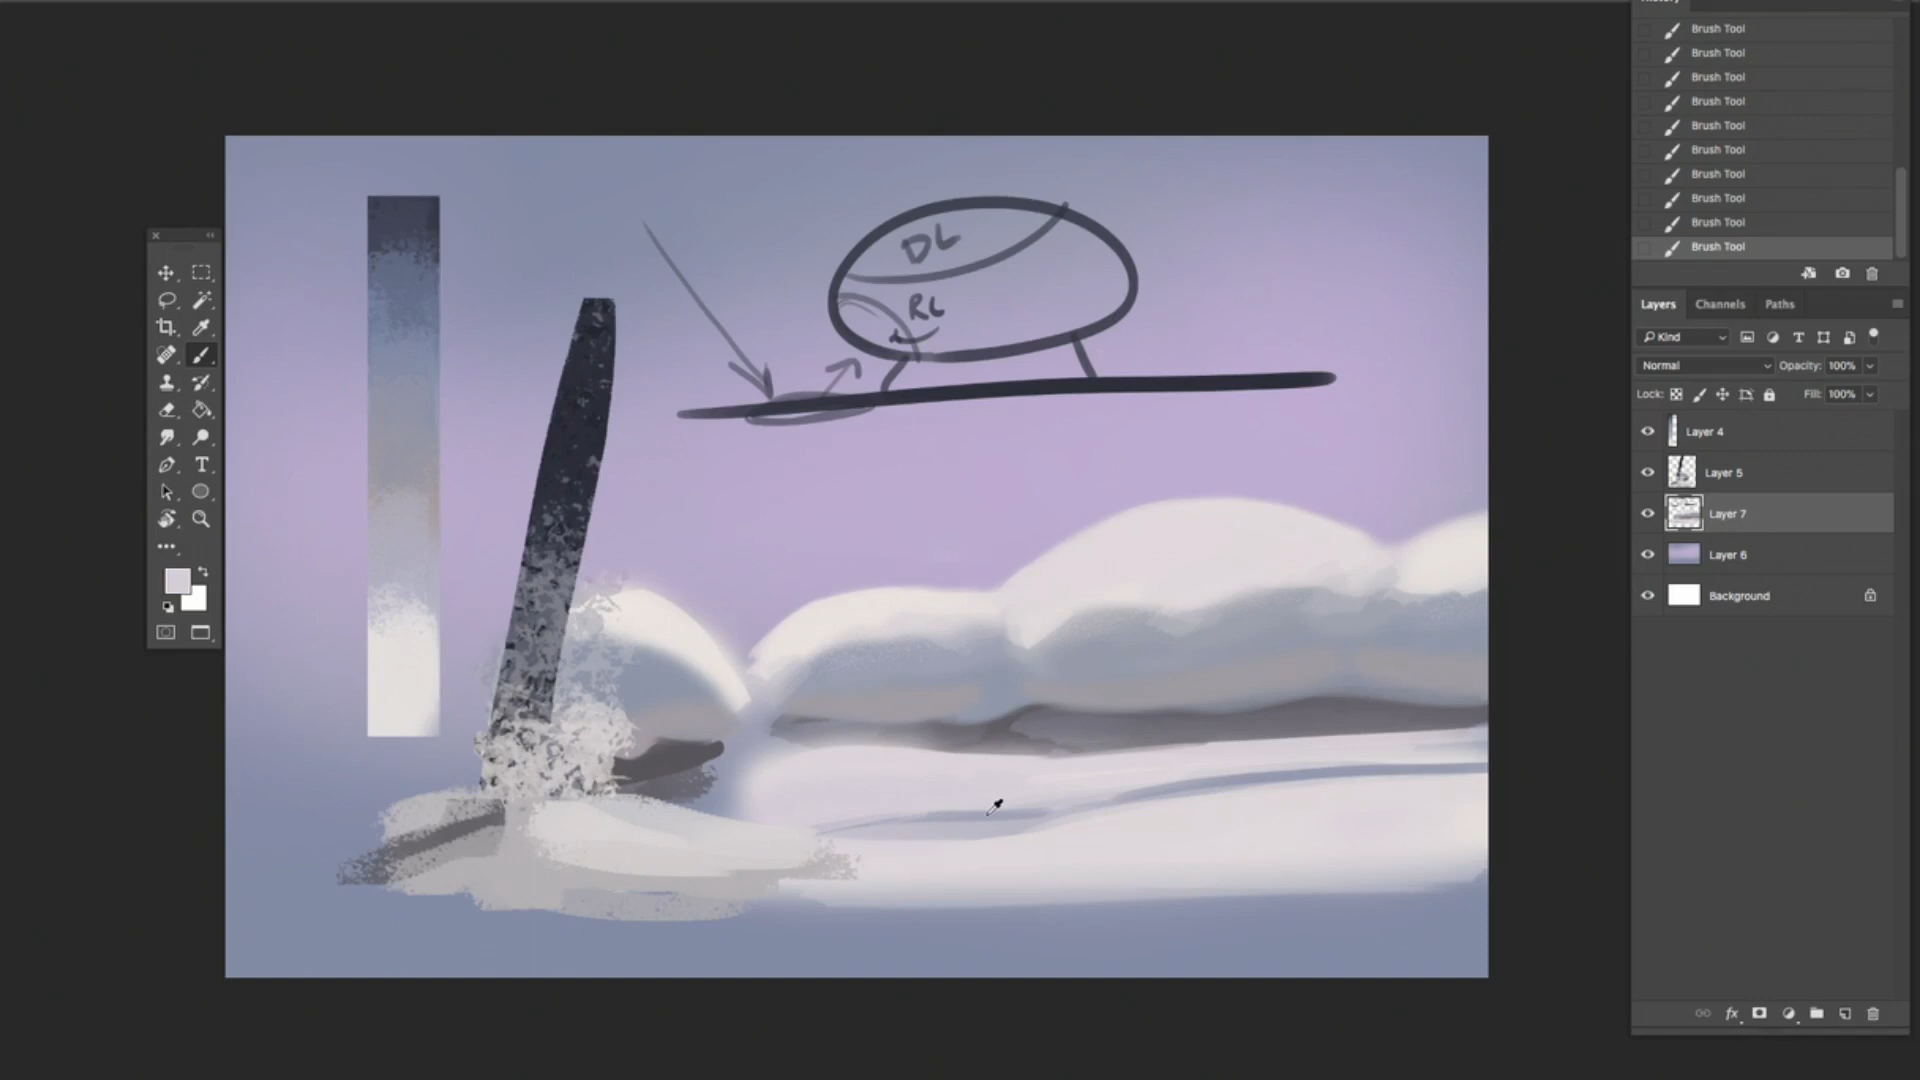 Brush Tool
Brush Tool
Brush Tool
Brush Tool
Brush Tool
Brush Tool
Brush Tool
Brush Tool
Brush Tool
Brush Tool
Layers Channels Paths
Kind
Normal Opacity: 100%
Lock: Fill: 100%
Layer 4
Layer 5
Layer 7
Layer 6
Background
DL
RL